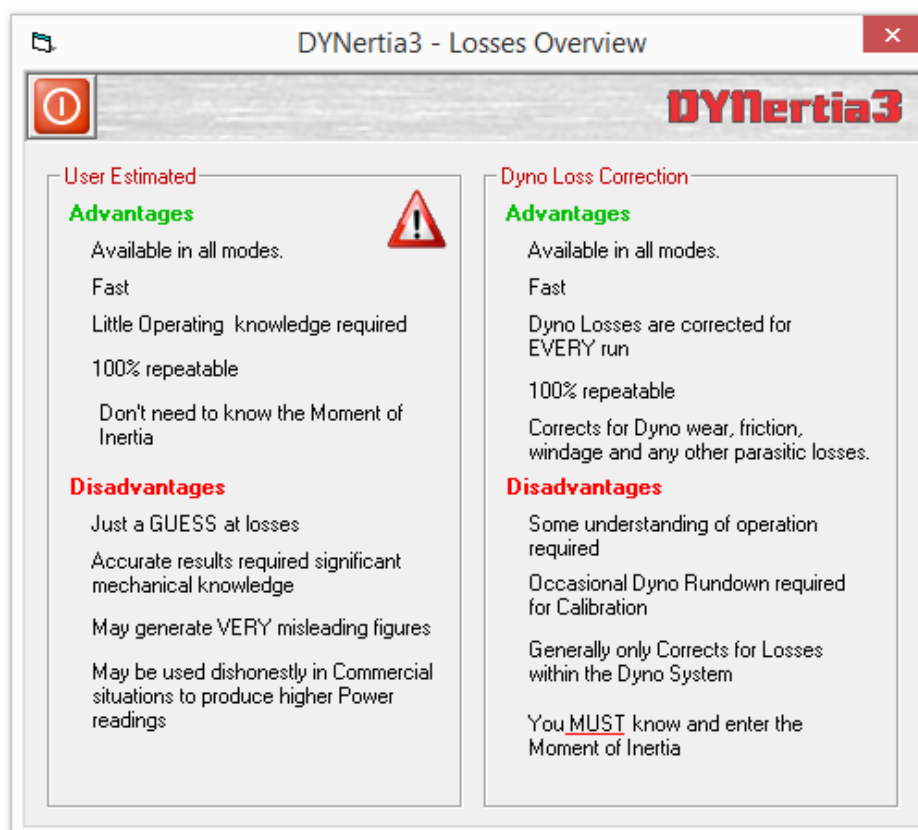 DYNertia3 - Losses Overview
DYNertia3
User Estimated
Advantages
Available in all modes.
Fast
Little Operating knowledge required
100% repeatable
Don't need to know the Moment of
Inertia
Disadvantages
Just a GUESS at losses
Accurate results required significant
mechanical knowledge
May generate VERY misleading figures
May be used dishonestly in Commercial
situations to produce higher Power
readings
Dyno Loss Correction
Advantages
Available in all modes.
Fast
Dyno Losses are corrected for
EVERY run
100% repeatable
Corrects for Dyno wear, friction,
windage and any other parasitic losses.
Disadvantages
Some understanding of operation
required
Occasional Dyno Rundown required
for Calibration
Generally only Corrects for Losses
within the Dyno System
You MUST know and enter the
Moment of Inertia